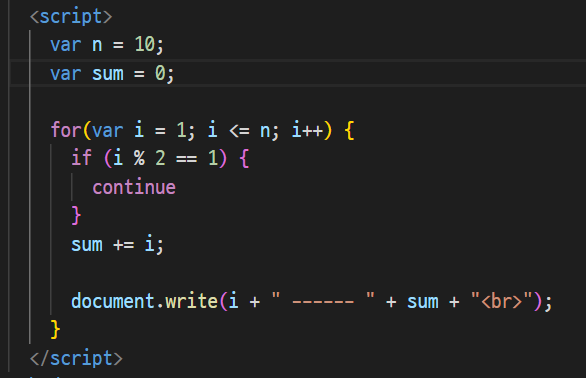 <script>
var n = 10;
var sum = 0;
for(var i = 1; i <= n; i++) {
if (i % 2 == 1) {
continue
}
sum += i;
document.write(i + " ------ " + sum + "<br>");
}
</script>